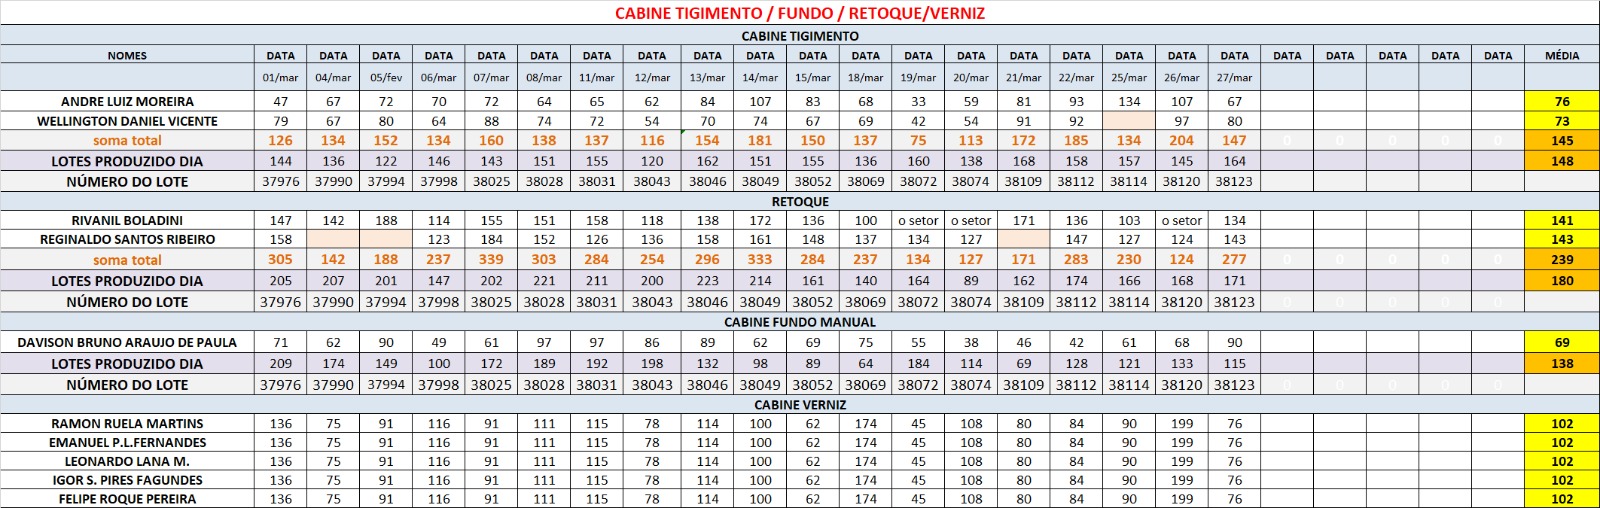 CABINE TIGIMENTO / FUNDO / RETOQUE/VERNIZ
CABINE TIGIMENTO
NOMES DATA DATA DATA DATA DATA DATA DATA DATA DATA DATA DATA DATA DATA DATA DATA DATA DATA DATA DATA DATA DATA DATA DATA DATA MÉDIA
01/mar 04/mar 05/fev 06/mar 07/mar 08/mar 11/mar 12/mar 13/mar 14/mar 15/mar 18/mar 19/mar 20/mar 21/mar 22/mar 25/mar 26/mar 27/mar
ANDRE LUIZ MOREIRA 47 67 72 70 72 64 65 62 84 107 83 68 33 59 81 93 134 107 67 76
WELLINGTON DANIEL VICENTE 79 67 80 64 88 74 72 54 70 74 67 69 42 54 91 92 97 80 73
soma total 126 134 152 134 160 138 137 116 154 181 150 137 75 113 172 185 134 204 147 0 0 0 0 0 145
LOTES PRODUZIDO DIA 144 136 122 146 143 151 155 120 162 151 155 136 160 138 168 158 157 145 164 148
NÚMERO DO LOTE 37976 37990 37994 37998 38025 38028 38031 38043 38046 38049 38052 38069 38072 38074 38109 38112 38114 38120 38123
RETOQUE
RIVANIL BOLADINI 147 142 188 114 155 151 158 118 138 172 136 100 o setor o setor 171 136 103 o setor 134 141
REGINALDO SANTOS RIBEIRO 158 123 184 152 126 136 158 161 148 137 134 127 147 127 124 143 143
soma total 305 142 188 237 339 303 284 254 296 333 284 237 134 127 171 283 230 124 277 0 0 0 0 0 239
LOTES PRODUZIDO DIA 205 207 201 147 202 221 211 200 223 214 161 140 164 89 162 174 166 168 171 180
NÚMERO DO LOTE 37976 37990 37994 37998 38025 38028 38031 38043 38046 38049 38052 38069 38072 38074 38109 38112 38114 38120 38123 0 0 0 0 0
CABINE FUNDO MANUAL
DAVISON BRUNO ARAUJO DE PAULA 71 62 90 49 61 97 97 86 89 62 69 75 55 38 46 42 61 68 90 69
LOTES PRODUZIDO DIA 209 174 149 100 172 189 192 198 132 98 89 64 184 114 69 128 121 133 115 138
NÚMERO DO LOTE 37976 37990 37994 37998 38025 38028 38031 38043 38046 38049 38052 38069 38072 38074 38109 38112 38114 38120 38123 0 0 0 0 0
CABINE VERNIZ
RAMON RUELA MARTINS 136 75 91 116 91 111 115 78 114 100 62 174 45 108 80 84 90 199 76 102
EMANUEL P.L.FERNANDES 136 75 91 116 91 111 115 78 114 100 62 174 45 108 80 84 90 199 76 102
LEONARDO LANA M. 136 75 91 116 91 111 115 78 114 100 62 174 45 108 80 84 90 199 76 102
IGOR S. PIRES FAGUNDES 136 75 91 116 91 111 115 78 114 100 62 174 45 108 80 84 90 199 76 102
FELIPE ROQUE PEREIRA 136 75 91 116 91 111 115 78 114 100 62 174 45 108 80 84 90 199 76 102